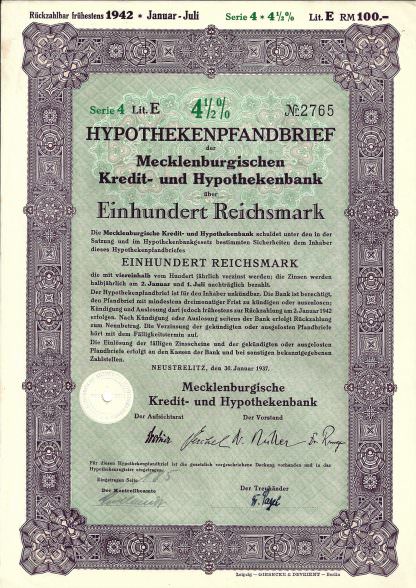 Rückzahlbar frühestens 1942 * Januar-Juli Serie 4 * 4½% Lit. E RM 100.–
Serie 4 Lit. E 4½% № 2765
HYPOTHEKENPFANDBRIEF
der
Mecklenburgischen
Kredit- und Hypothekenbank
über
Einhundert Reichsmark
Die Mecklenburgische Kredit- und Hypothekenbank schuldet unter den in der
Satzung und im Hypothekenbankgesetz bestimmten Sicherheiten dem Inhaber
dieses Hypothekenpfandbriefes
EINHUNDERT REICHSMARK
die mit viereinhalb vom Hundert jährlich verzinst werden; die Zinsen werden
halbjährlich am 2. Januar und 1. Juli nachträglich bezahlt.
Der Hypothekenpfandbrief ist für den Inhaber unkündbar. Die Bank ist berechtigt,
den Pfandbrief mit mindestens dreimonatiger Frist zu kündigen oder auszulosen;
Kündigung und Auslosung darf jedoch frühestens zur Rückzahlung am 2. Januar 1942
erfolgen. Nach Kündigung oder Auslosung seitens der Bank erfolgt Rückzahlung
zum Nennbetrag. Die Verzinsung der gekündigten oder ausgelosten Pfandbriefe
hört mit dem Fälligkeitstermin auf.
Die Einlösung der fälligen Zinsscheine und der gekündigten oder ausgelosten
Pfandbriefe erfolgt an den Kassen der Bank und bei sonstigen bekanntgegebenen
Zahlstellen.
NEUSTRELITZ, den 30. Januar 1937.
Mecklenburgische
Kredit- und Hypothekenbank
Der Aufsichtsrat Der Vorstand
Für diesen Hypothekenpfandbrief ist die gesetzlich vorgeschriebene Deckung vorhanden und in das
Hypothekenregister eingetragen.
Eingetragen Seite
Der Kontrollbeamte Der Treuhänder
Leipzig — GIESECKE & DEVRIENT — Berlin